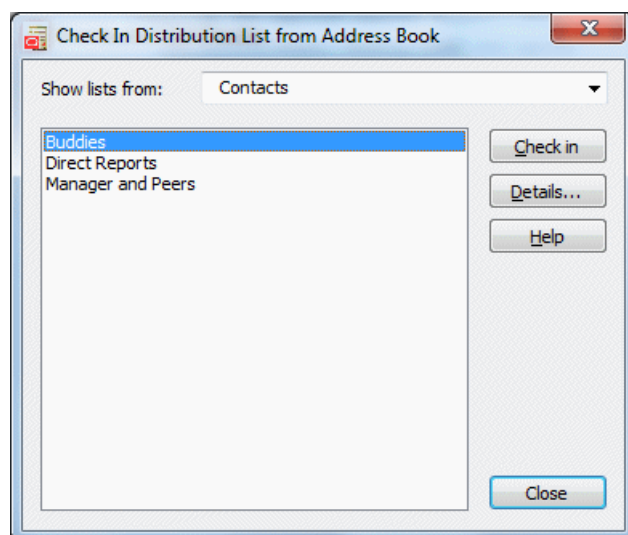 Check In Distribution List from Address Book
Show lists from: Contacts
Buddies
Direct Reports
Manager and Peers
Check in
Details...
Help
Close